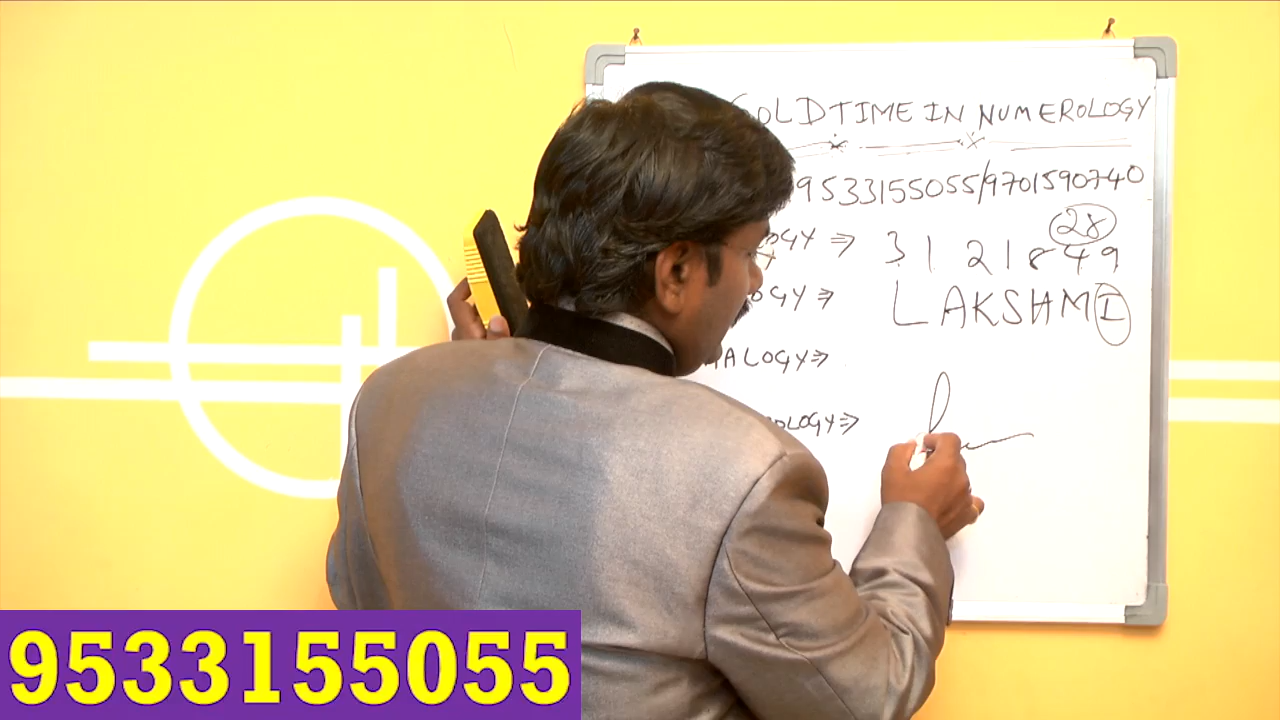 GOLDTIME IN NUMEROLOGY
9533155055/9701590740
28
OGY ⇒ 3 1 2 1 8 4 9
OGY ⇒ LAKSHMI
ALOGY⇒
OLOGY⇒
9533155055